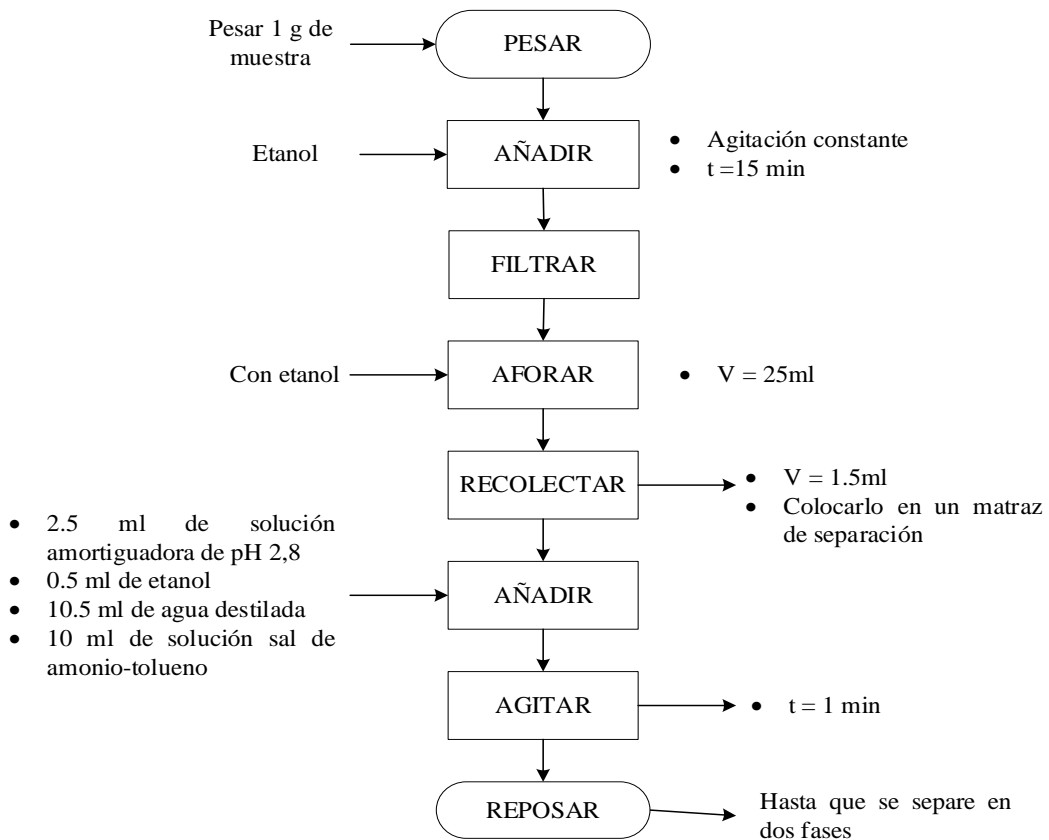 Pesar 1 g de
muestra
PESAR
Etanol
AÑADIR
• Agitación constante
• t =15 min
FILTRAR
Con etanol
AFORAR
• V = 25ml
RECOLECTAR
• V = 1.5ml
• Colocarlo en un matraz
de separación
• 2.5 ml de solución
amortiguadora de pH 2,8
• 0.5 ml de etanol
• 10.5 ml de agua destilada
• 10 ml de solución sal de
amonio-tolueno
AÑADIR
AGITAR
• t = 1 min
REPOSAR
Hasta que se separe en
dos fases